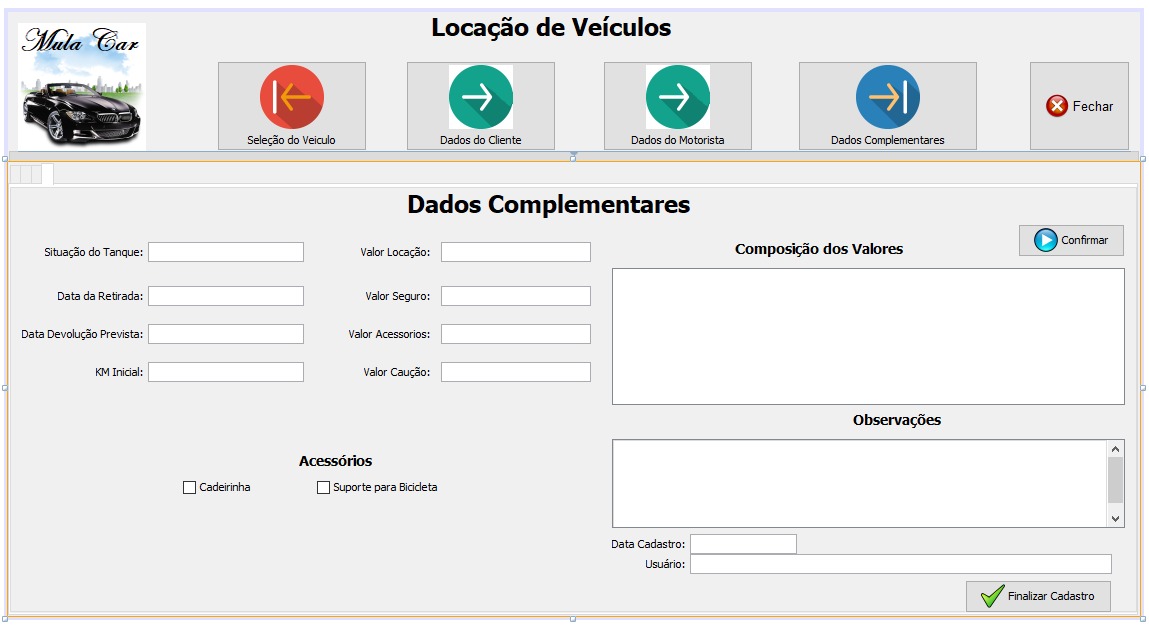 Mula Car
Locação de Veículos
Seleção do Veiculo
Dados do Cliente
Dados do Motorista
Dados Complementares
Fechar
Dados Complementares
Confirmar
Situação do Tanque:
Valor Locação:
Composição dos Valores
Data da Retirada:
Valor Seguro:
Data Devolução Prevista:
Valor Acessorios:
KM Inicial:
Valor Caução:
Observações
Acessórios
Cadeirinha
Suporte para Bicicleta
Data Cadastro:
Usuário:
Finalizar Cadastro